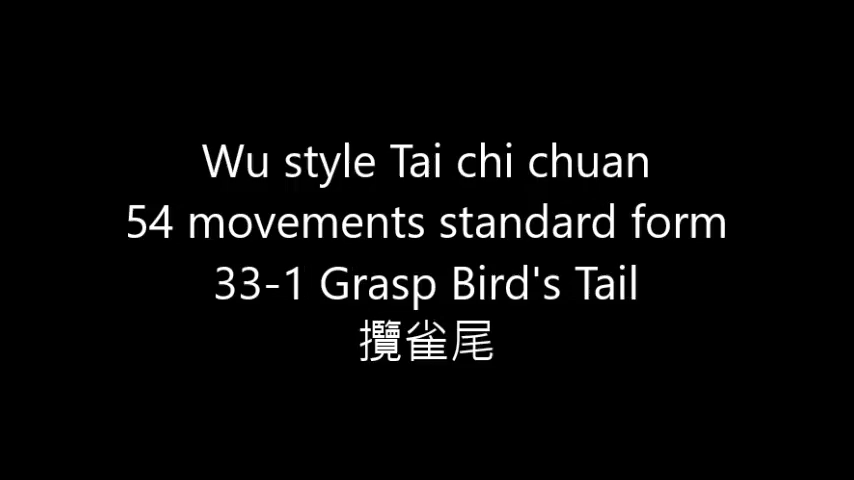 Wu style Tai chi chuan
54 movements standard form
33-1 Grasp Bird's Tail
攬雀尾